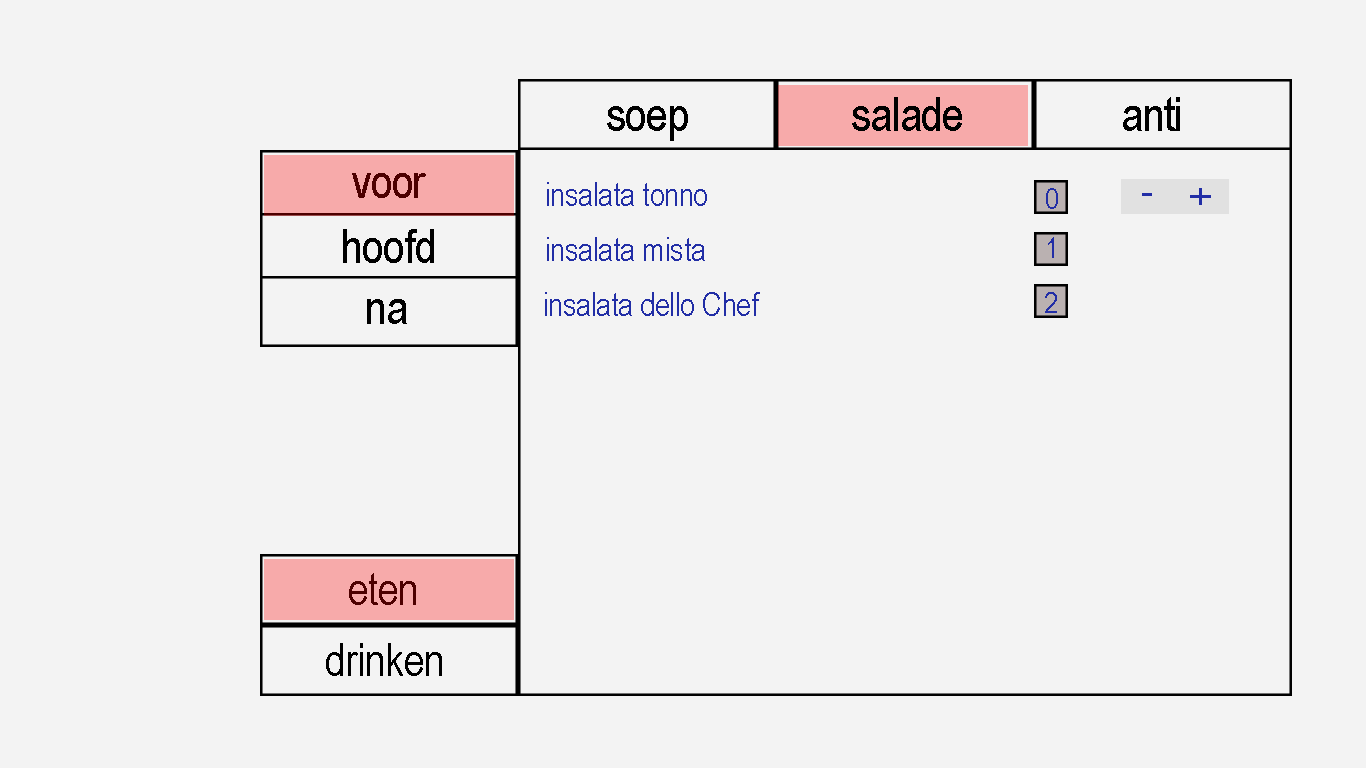 soep salade anti
voor
hoofd
na
insalata tonno 0 - +
insalata mista 1
insalata dello Chef 2
eten
drinken